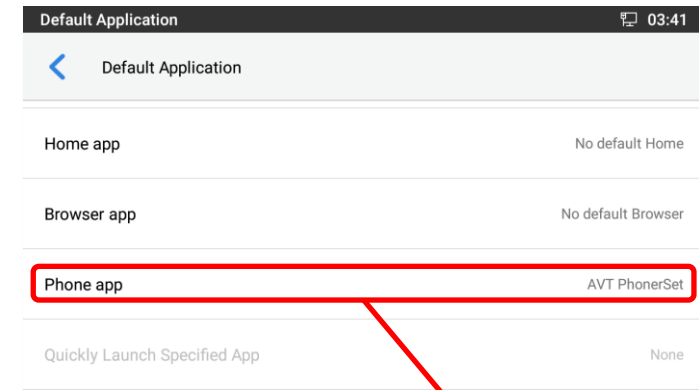 Default Application 03:41
Default Application
Home app No default Home
Browser app No default Browser
Phone app AVT PhonerSet
Quickly Launch Specified App None